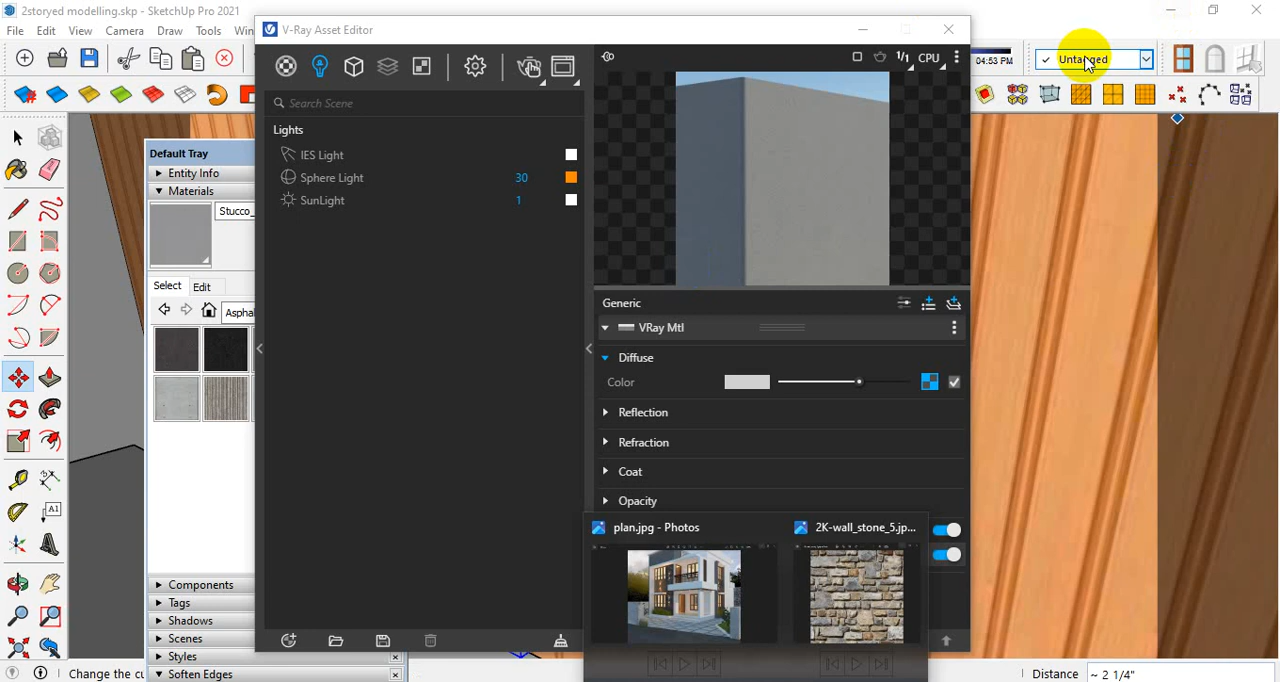 2storyed modelling.skp - SketchUp Pro 2021
File Edit View Camera Draw Tools Win
V-Ray Asset Editor
1/1 CPU
04:53 PM
Untagged
Search Scene
Lights
IES Light
Sphere Light 30
SunLight 1
Default Tray
Entity Info
Materials
Stucco_
Select Edit
Asphal
Components
Tags
Shadows
Scenes
Styles
Soften Edges
Generic
VRay Mtl
Diffuse
Color
Reflection
Refraction
Coat
Opacity
plan.jpg - Photos
2K-wall_stone_5.jp...
A1
Change the cu
Distance ~ 2 1/4"